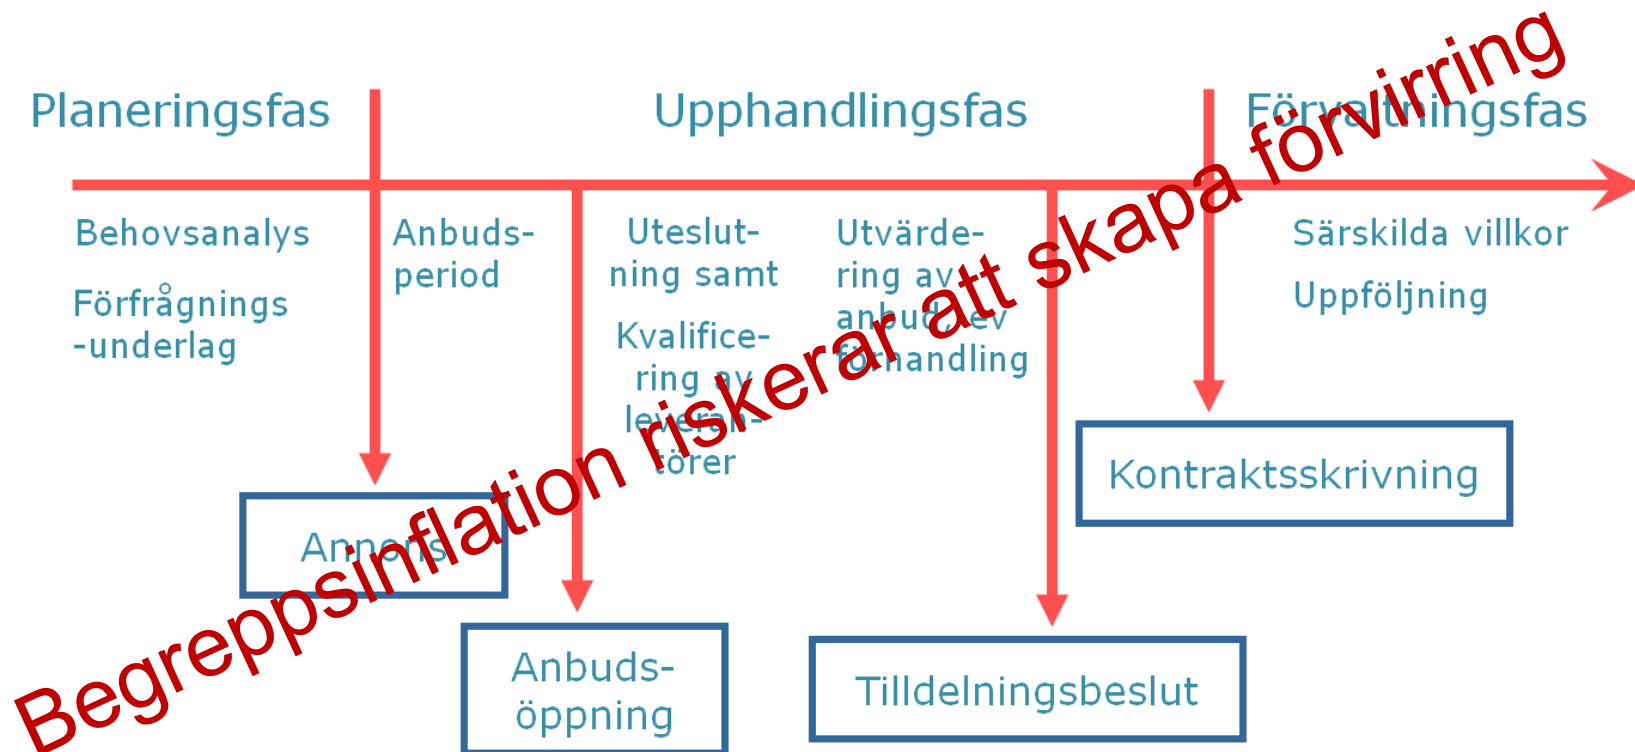 Planeringsfas
Upphandlingsfas
Förvaltningsfas
Behovsanalys
Förfrågnings
-underlag
Anbuds-
period
Uteslut-
ning samt
Kvalifice-
ring av
leveran-
törer
Utvärde-
ring av
anbud, ev
förhandling
Särskilda villkor
Uppföljning
Annons
Anbuds-
öppning
Tilldelningsbeslut
Kontraktsskrivning
Begreppsinflation riskerar att skapa förvirring